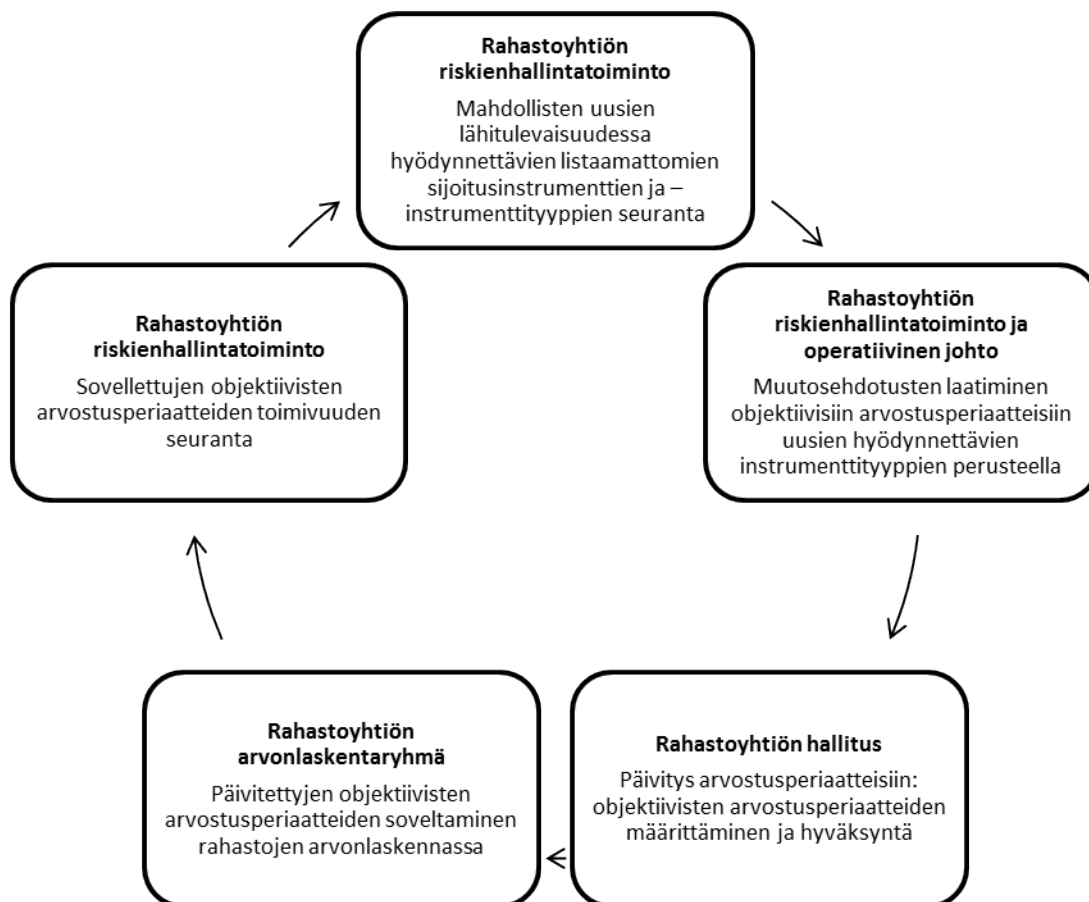 Rahastoyhtiön
riskienhallintatoiminto
Mahdollisten uusien
lähitulevaisuudessa
hyödynnettävien listaamattomien
sijoitusinstrumenttien ja –
instrumenttityyppien seuranta
Rahastoyhtiön
riskienhallintatoiminto ja
operatiivinen johto
Muutosehdotusten laatiminen
objektiivisiin arvostusperiaatteisiin
uusien hyödynnettävien
instrumenttityyppien perusteella
Rahastoyhtiön hallitus
Päivitys arvostusperiaatteisiin:
objektiivisten arvostusperiaatteiden
määrittäminen ja hyväksyntä
Rahastoyhtiön
arvonlaskentaryhmä
Päivitettyjen objektiivisten
arvostusperiaatteiden soveltaminen
rahastojen arvonlaskennassa
Rahastoyhtiön
riskienhallintatoiminto
Sovellettujen objektiivisten
arvostusperiaatteiden toimivuuden
seuranta